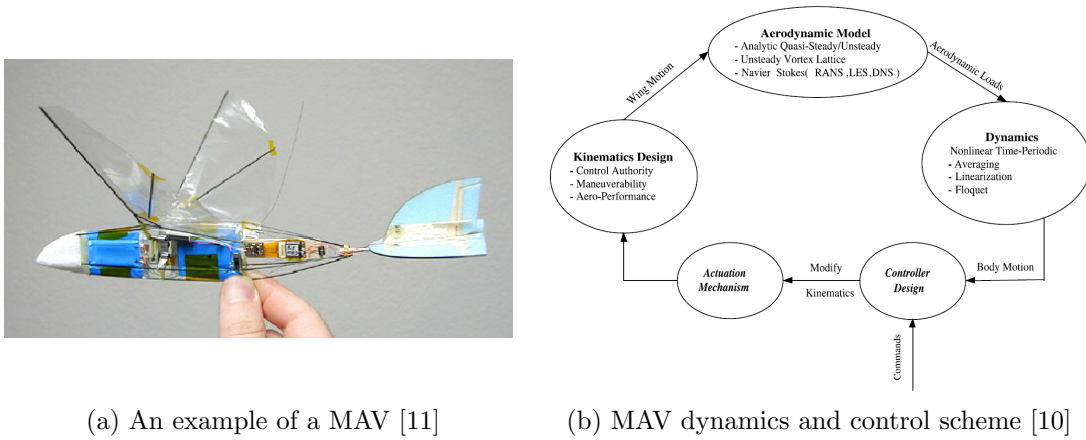 Aerodynamic Model
- Analytic Quasi-Steady/Unsteady
- Unsteady Vortex Lattice
- Navier Stokes( RANS ,LES,DNS )
Wing Motion
Aerodynamic Loads
Kinematics Design
- Control Authority
- Maneuverability
- Aero-Performance
Dynamics
Nonlinear Time-Periodic
- Averaging
- Linearization
- Floquet
Actuation
Mechanism
Modify
Kinematics
Controller
Design
Body Motion
Commands
(a) An example of a MAV [11]
(b) MAV dynamics and control scheme [10]